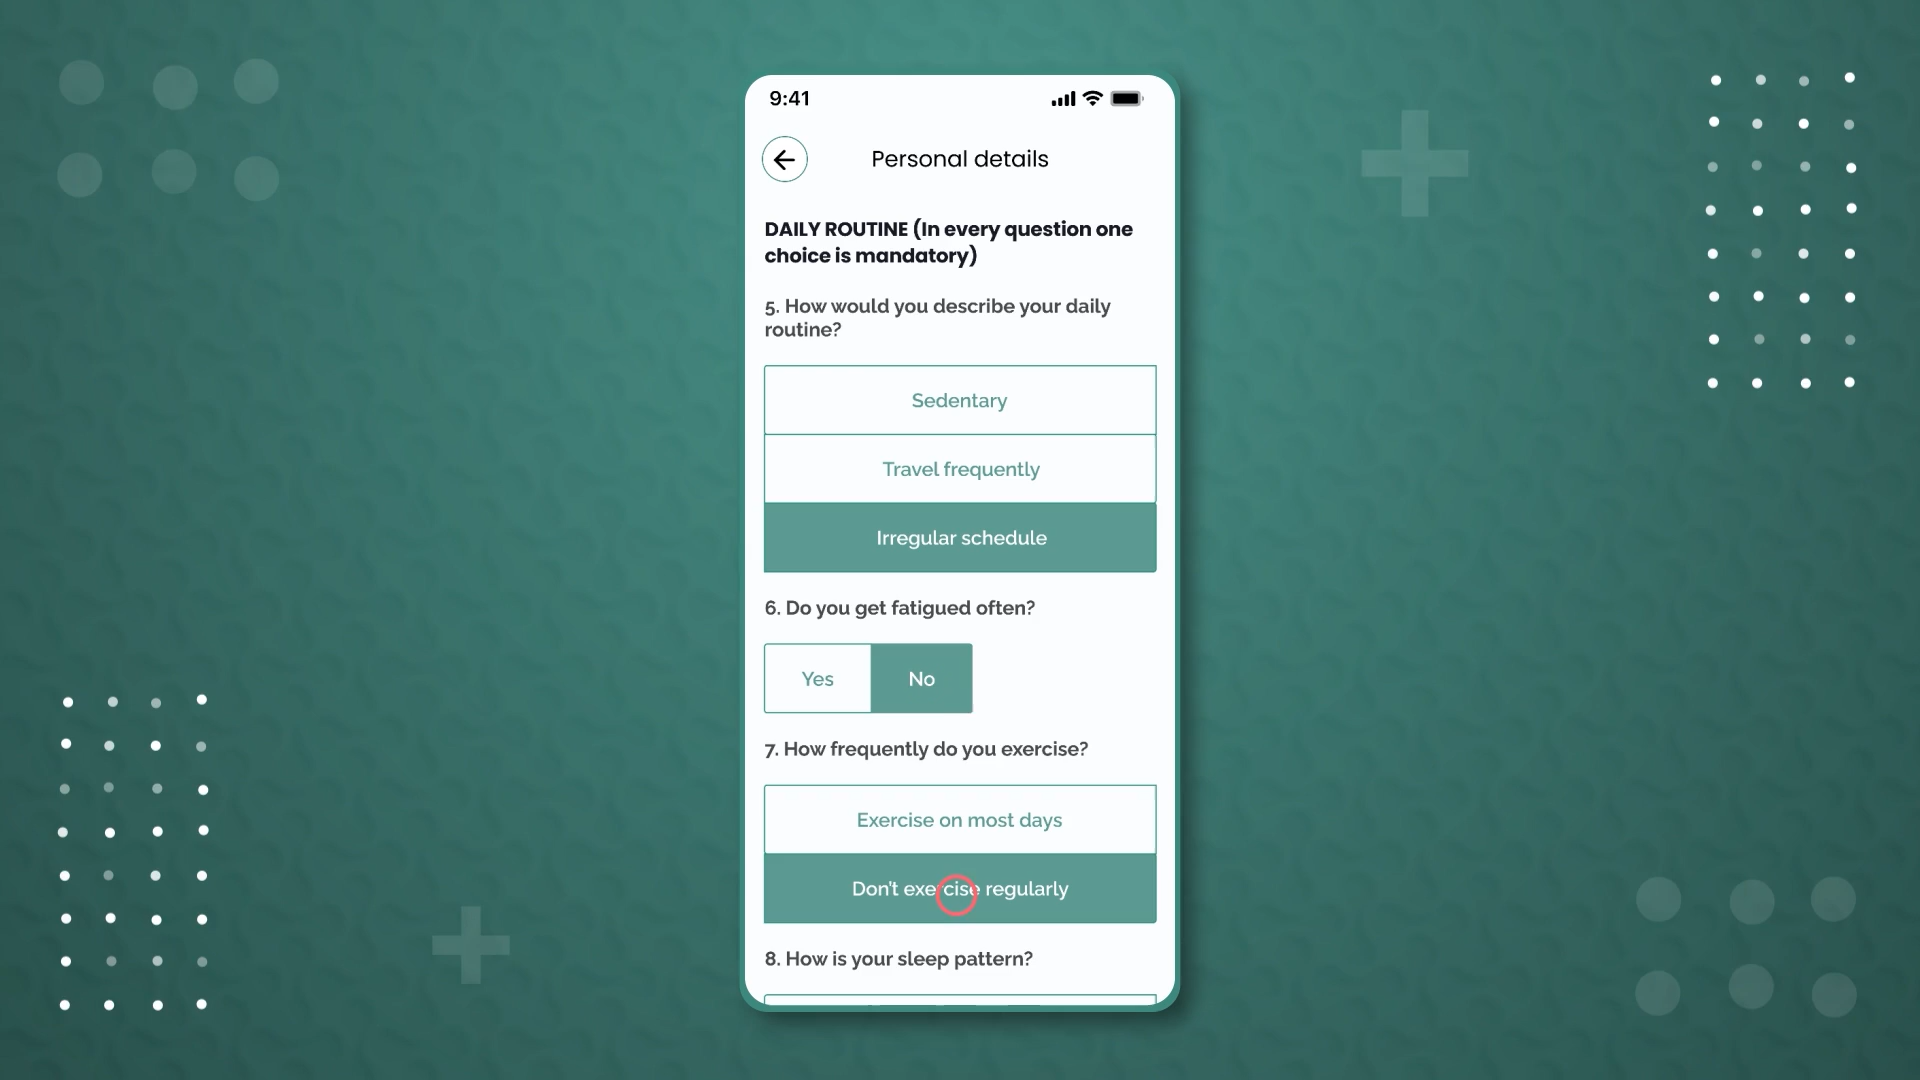 9:41
Personal details
DAILY ROUTINE (In every question one
choice is mandatory)
5. How would you describe your daily
routine?
Sedentary
Travel frequently
Irregular schedule
6. Do you get fatigued often?
Yes
No
7. How frequently do you exercise?
Exercise on most days
Don't exercise regularly
8. How is your sleep pattern?